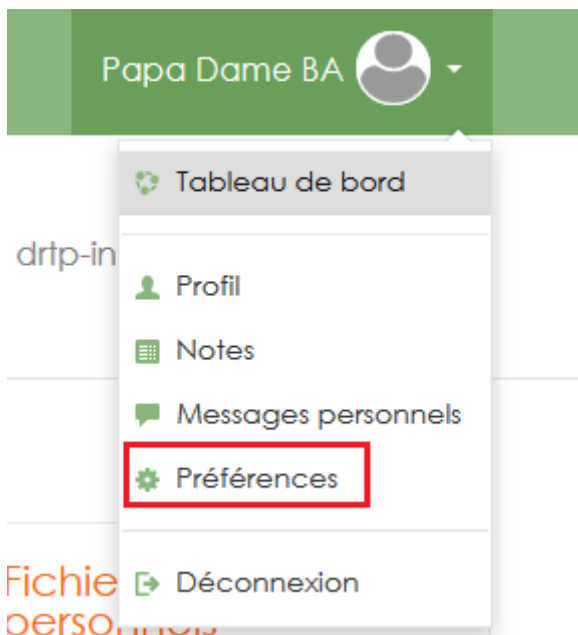 Papa Dame BA
Tableau de bord
drtp-in
Profil
Notes
Messages personnels
Préférences
Fichie
Déconnexion
personnels